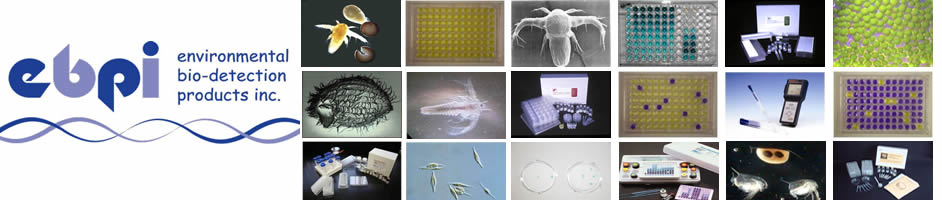 ebpi
environmental
bio-detection
products inc.